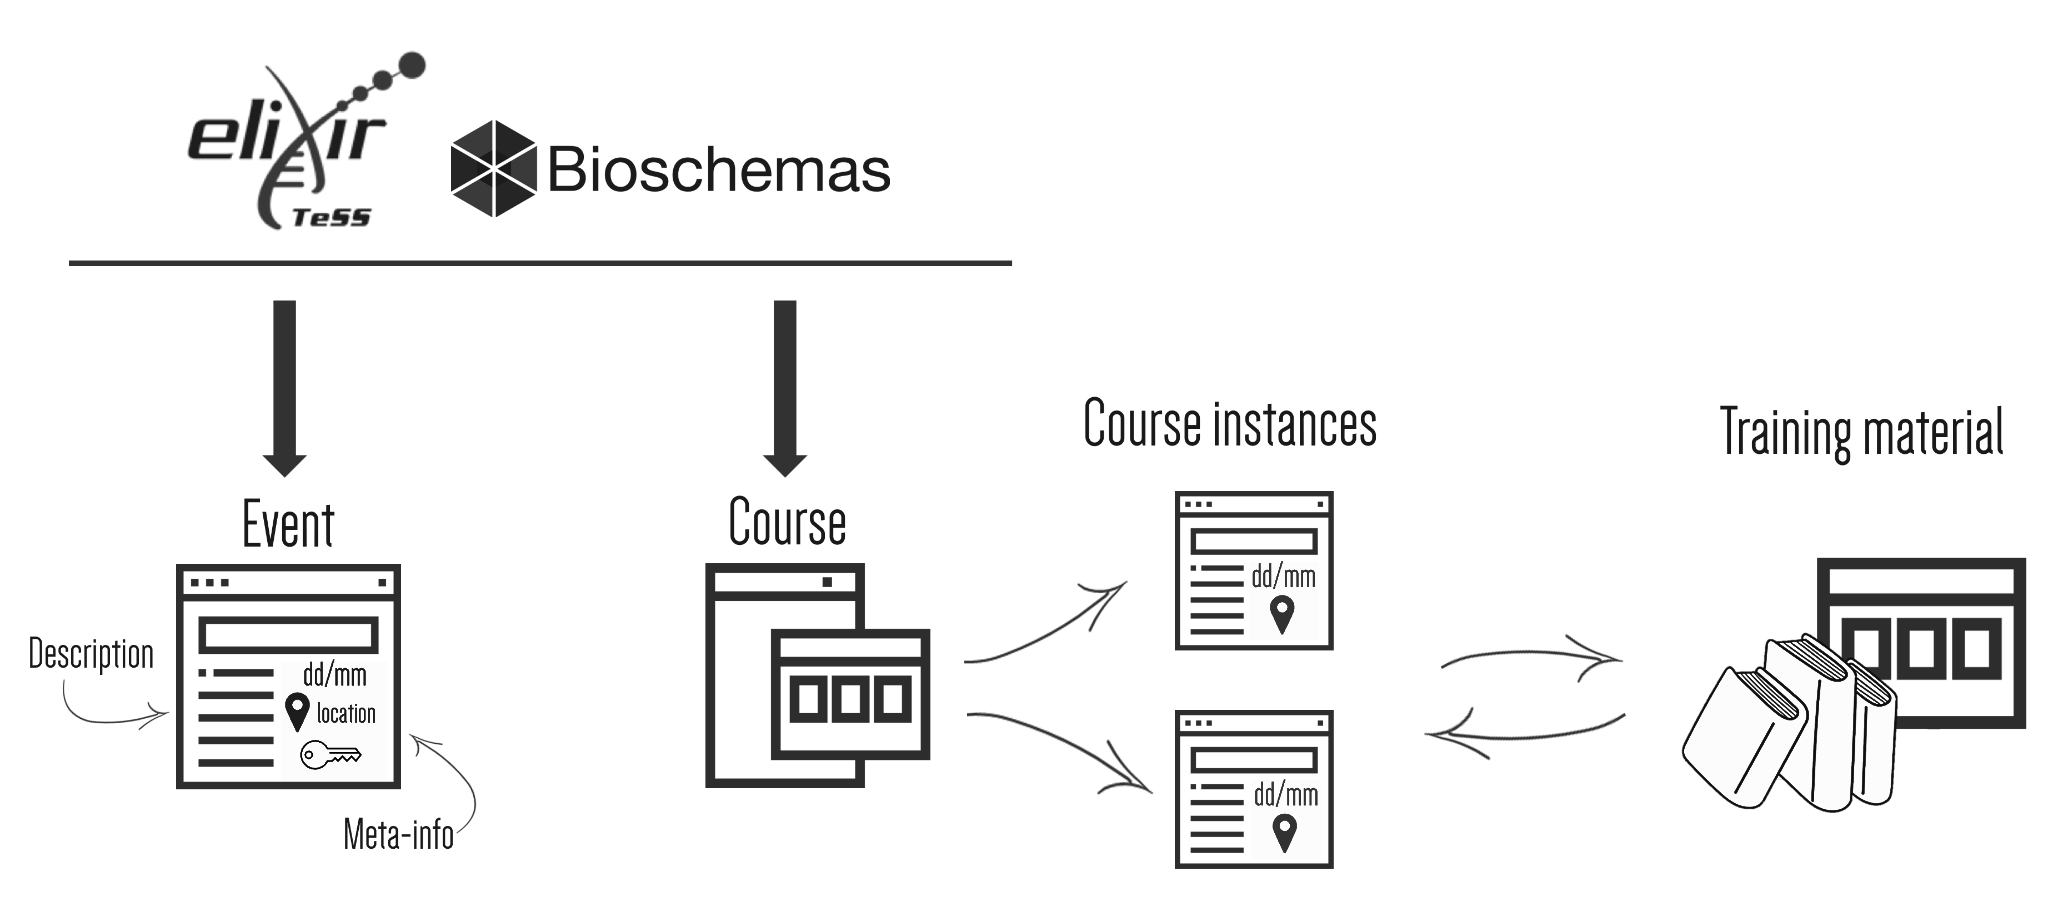 elixir
TeSS
Bioschemas
Event
Description
dd/mm
location
Meta-info
Course
Course instances
dd/mm
dd/mm
Training material